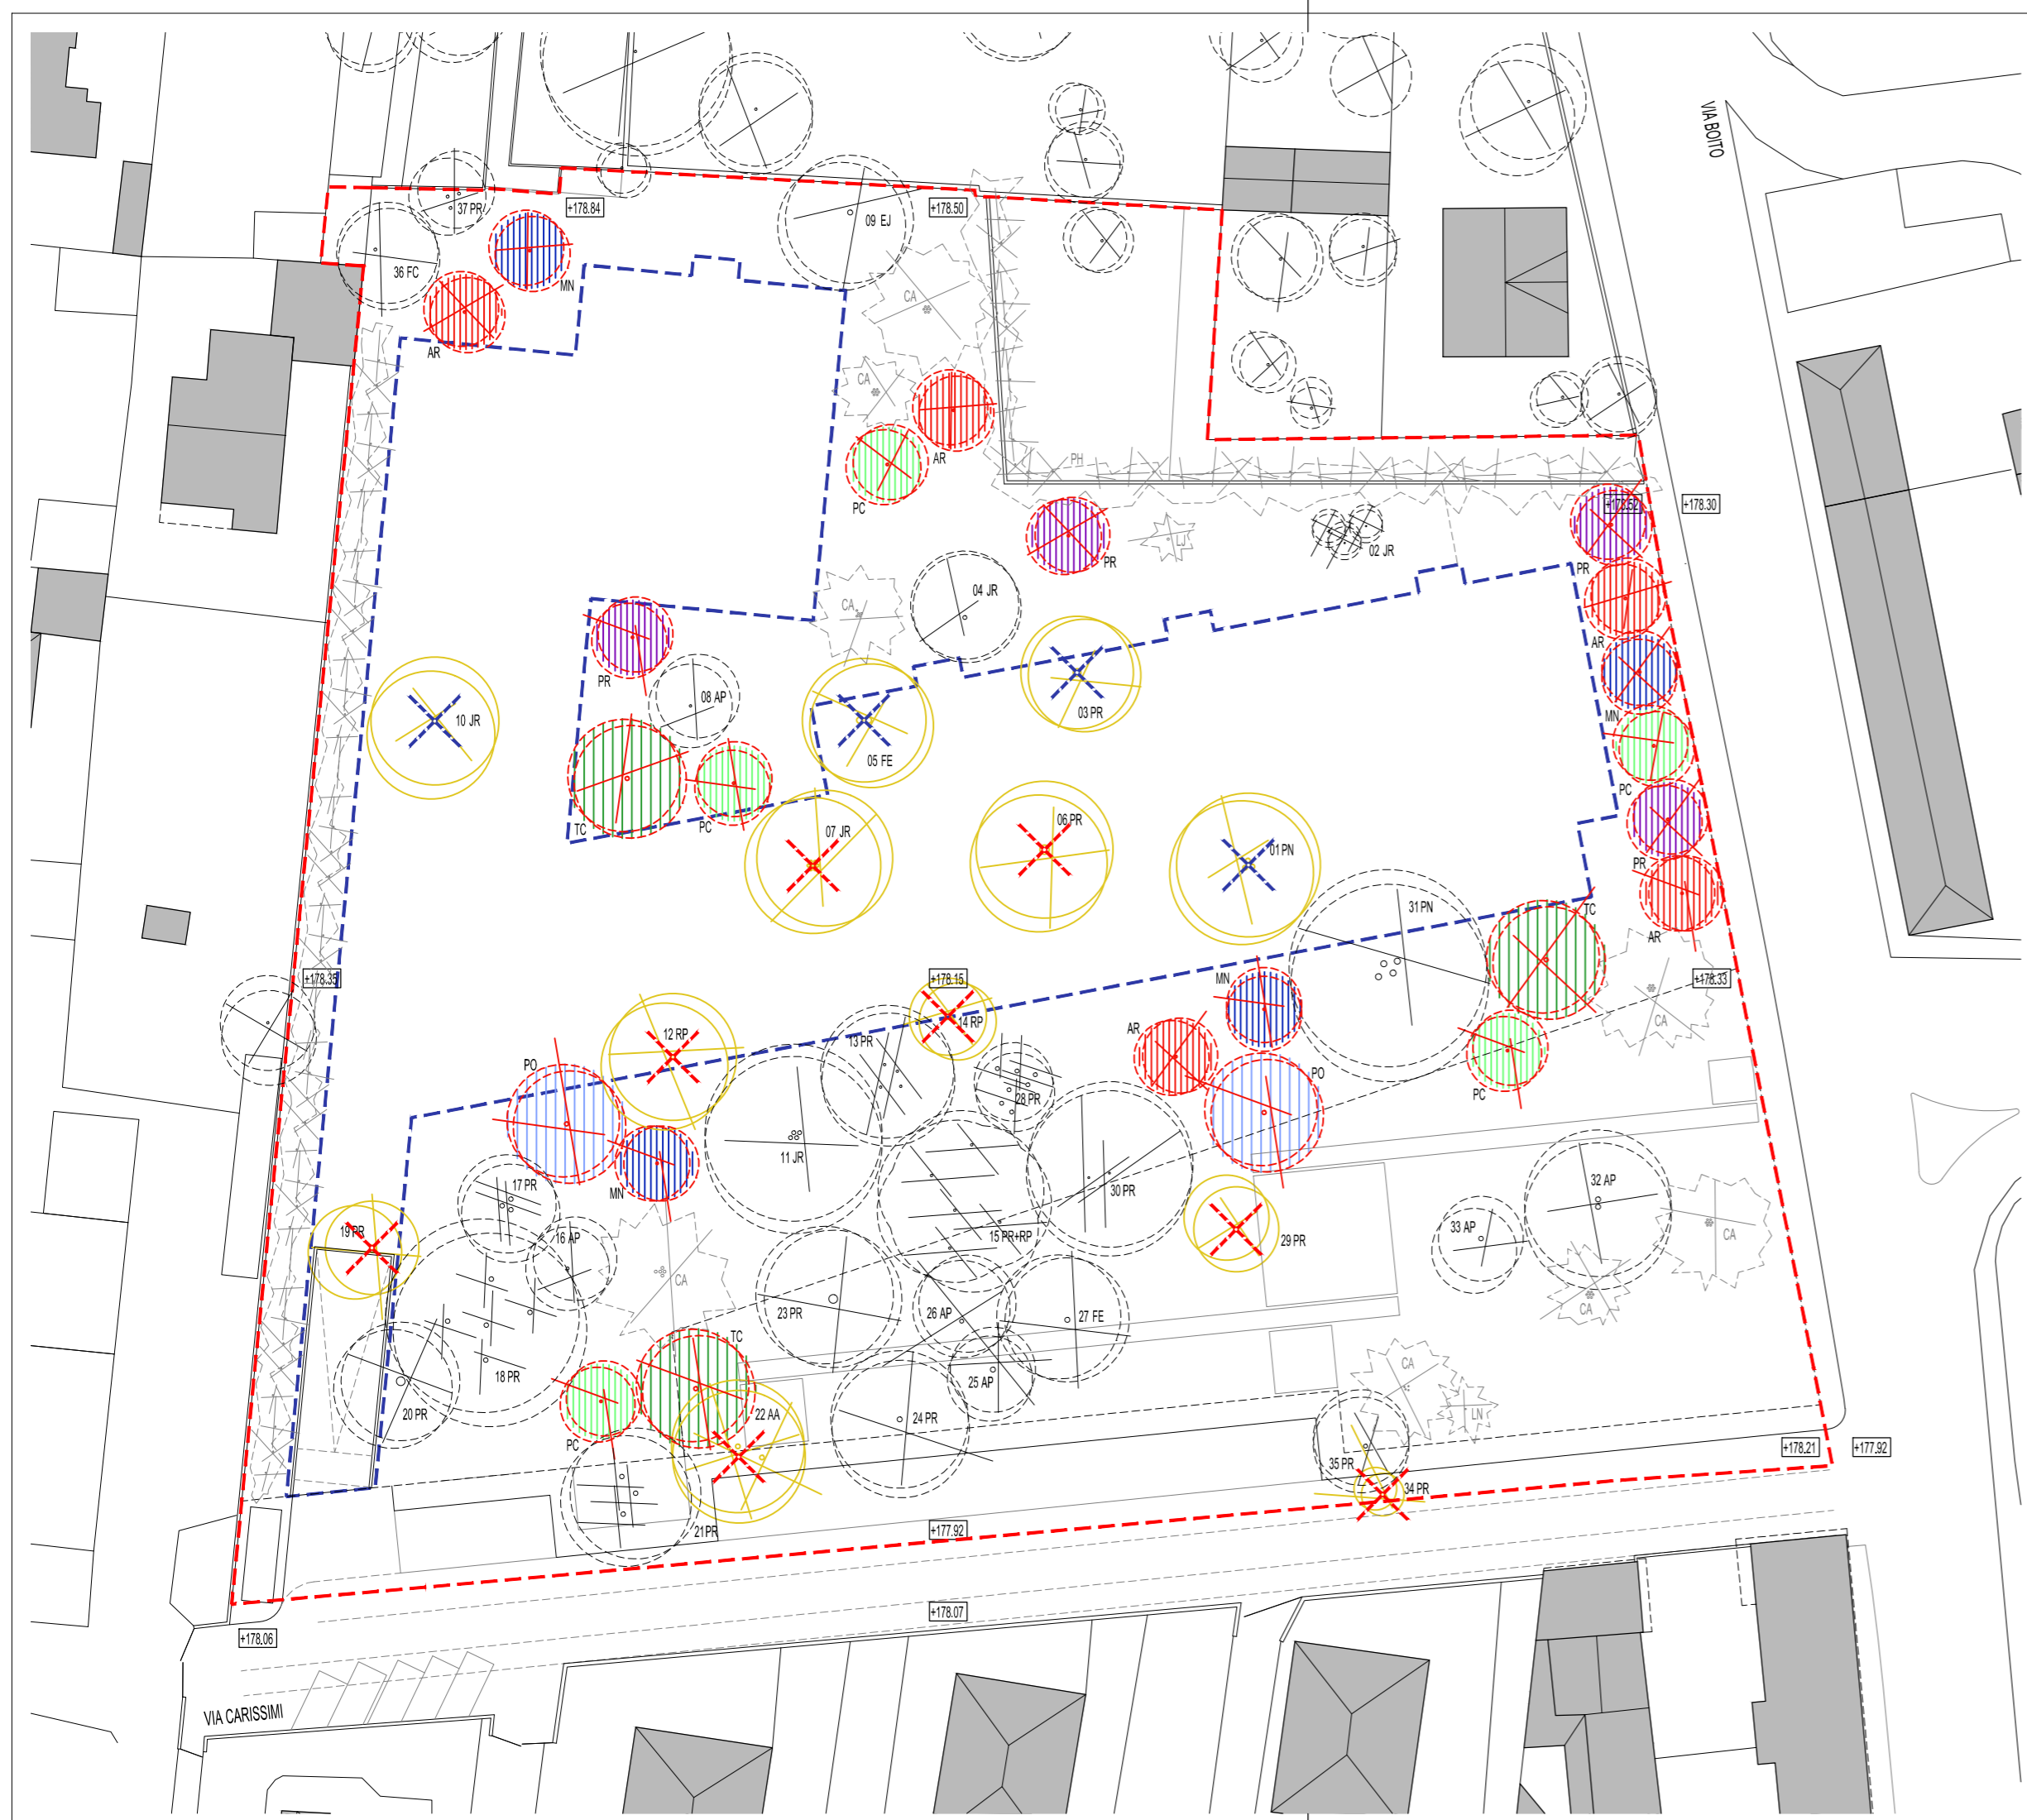 VIA BOITO
37 PR
+178.84
09 EJ
+178.50
36 FC
MN
CA
AR
CA
AR
PH
PC
+178.52
+178.30
LJ
02 JR
PR
PR
04 JR
CA
AR
PR
08 AP
03 PR
MN
10 JR
05 FE
PC
TC
PC
07 JR
06 PR
01 PN
PR
31 PN
TC
AR
+178.35
+178.15
MN
+178.33
14 RP
CA
12 RP
13 PR
AR
PO
PO
28 PR
PC
11 JR
17 PR
MN
30 PR
32 AP
19 PR
16 AP
15 PR+RP
29 PR
33 AP
CA
CA
23 PR
26 AP
27 FE
CA
TC
18 PR
25 AP
CA
20 PR
22 AA
24 PR
LN
PC
35 PR
+178.21
+177.92
34 PR
21 PR
+177.92
+178.07
+178.06
VIA CARISSIMI